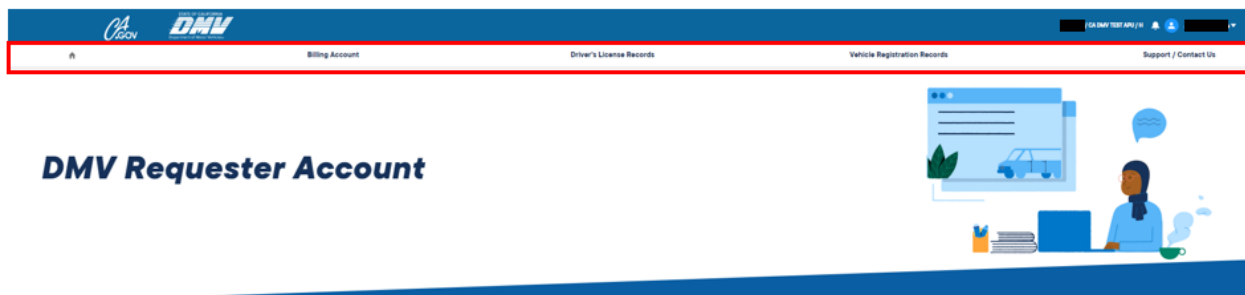 CA.GOV
STATE OF CALIFORNIA
DMV
Department of Motor Vehicles
/ CA DMV TEST APU / H
Billing Account
Driver's License Records
Vehicle Registration Records
Support / Contact Us
DMV Requester Account